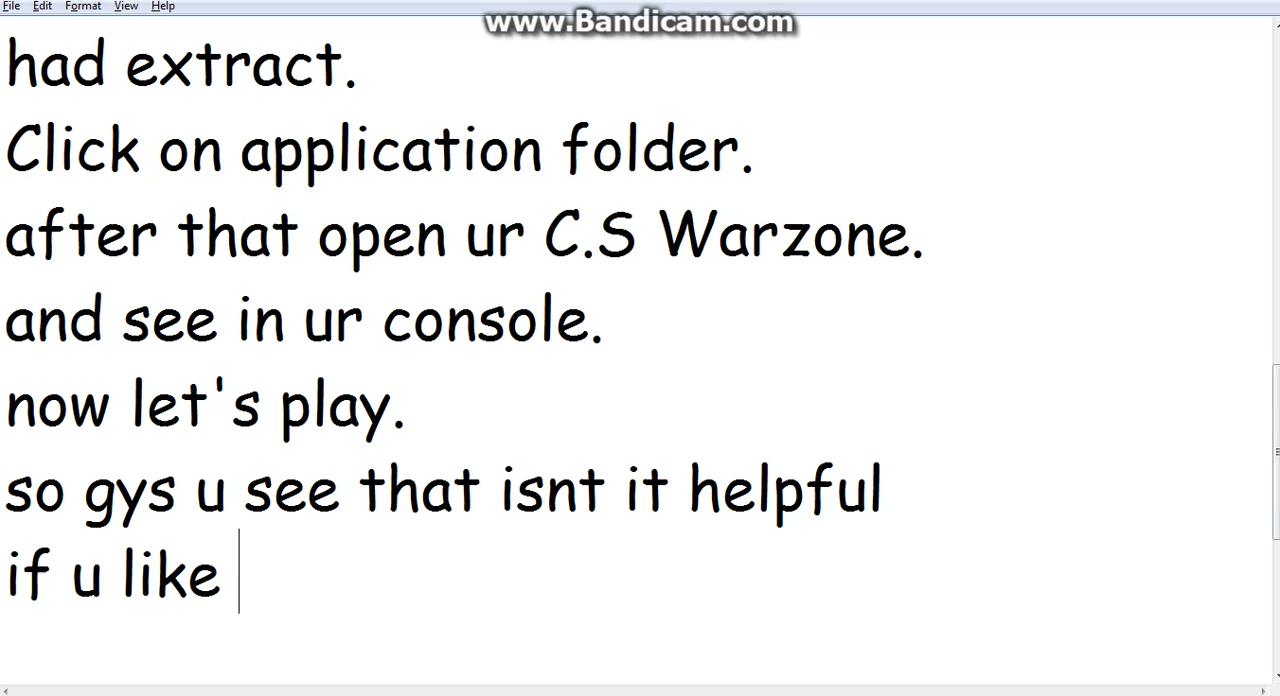 File Edit Format View Help
www.Bandicam.com
had extract.
Click on application folder.
after that open ur C.S Warzone.
and see in ur console.
now let's play.
so gys u see that isnt it helpful
if u like